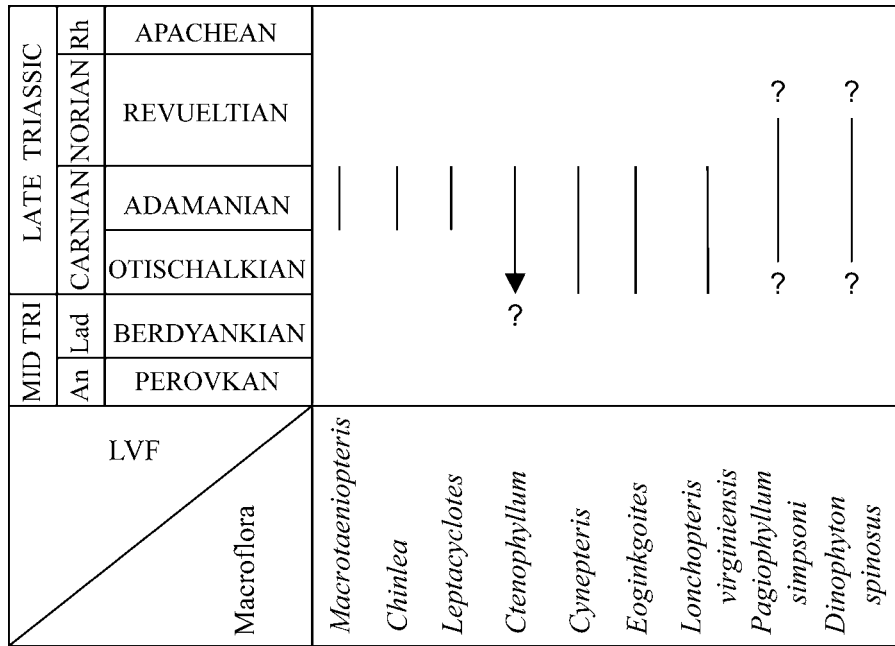 LATE TRIASSIC
MID TRI
Rh
NORIAN
CARNIAN
Lad
An
APACHEAN
REVUELTIAN
ADAMANIAN
OTISCHALKIAN
BERDYANKIAN
PEROVKAN
? ?
? ?
?
LVF
Macroflora
Macrotaeniopteris
Chinlea
Leptacyclotes
Ctenophyllum
Cynepteris
Eoginkgoites
Lonchopteris
virginiensis
Pagiophyllum
simpsoni
Dinophyton
spinosus